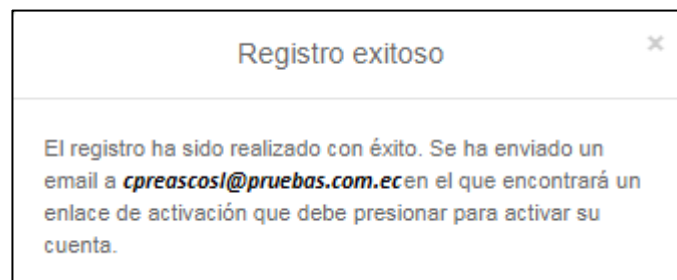 Registro exitoso ×
El registro ha sido realizado con éxito. Se ha enviado un
email a cpreascosl@pruebas.com.ec en el que encontrará un
enlace de activación que debe presionar para activar su
cuenta.